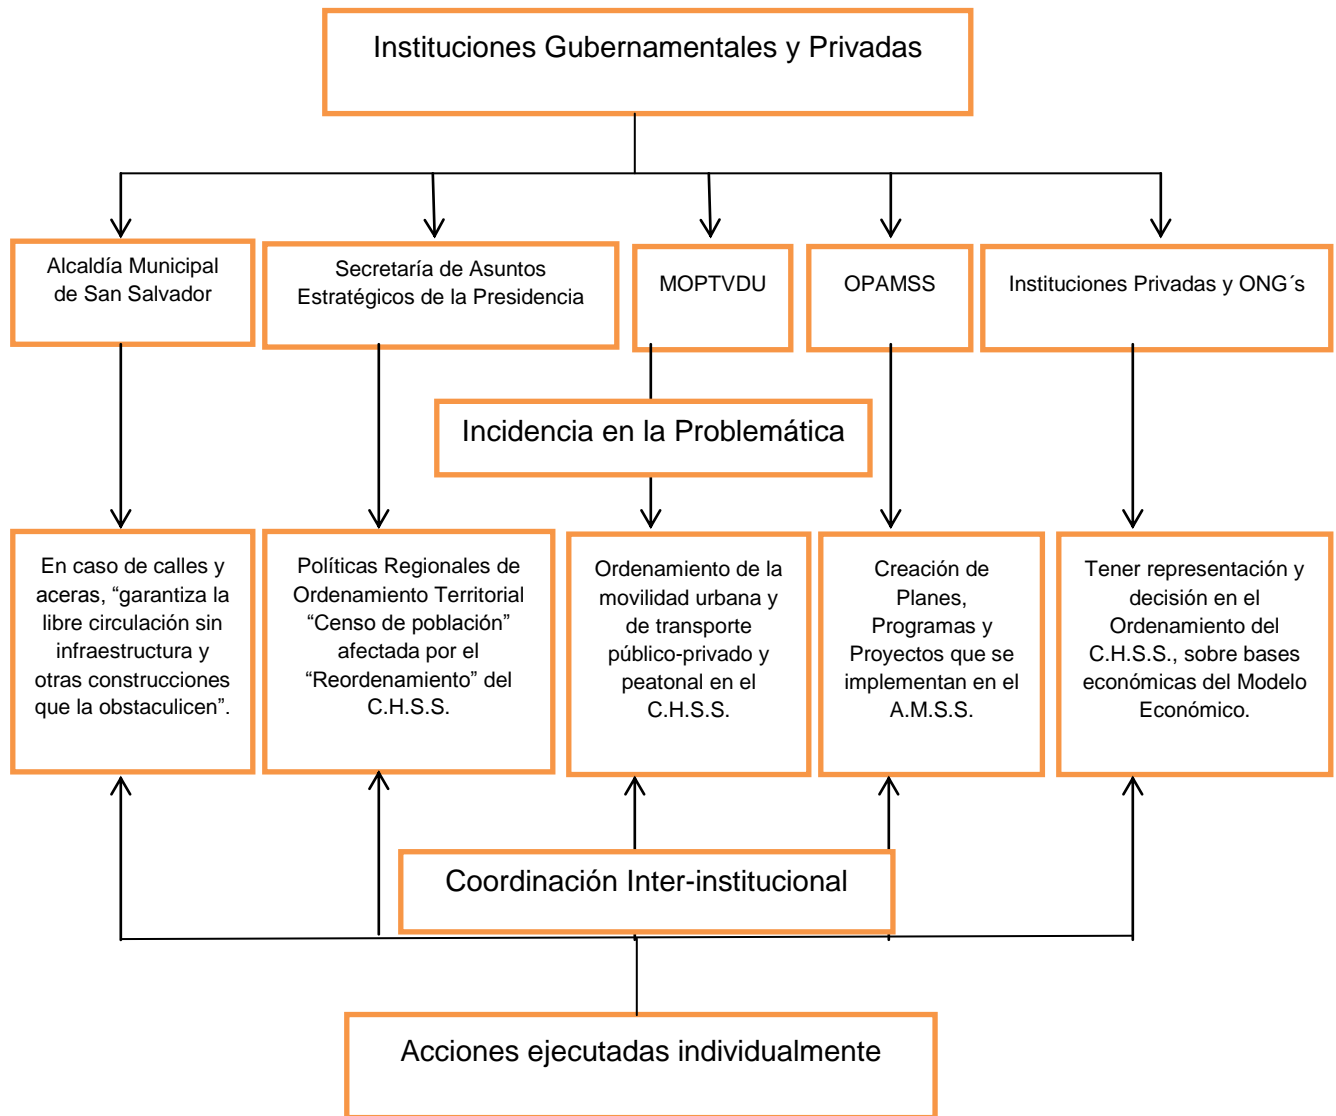 Instituciones Gubernamentales y Privadas
Alcaldía Municipal
de San Salvador
Secretaría de Asuntos
Estratégicos de la Presidencia
MOPTVDU
OPAMSS
Instituciones Privadas y ONG´s
Incidencia en la Problemática
En caso de calles y
aceras, “garantiza la
libre circulación sin
infraestructura y
otras construcciones
que la obstaculicen”.
Políticas Regionales de
Ordenamiento Territorial
“Censo de población”
afectada por el
“Reordenamiento” del
C.H.S.S.
Ordenamiento de la
movilidad urbana y
de transporte
público-privado y
peatonal en el
C.H.S.S.
Creación de
Planes,
Programas y
Proyectos que se
implementan en el
A.M.S.S.
Tener representación y
decisión en el
Ordenamiento del
C.H.S.S., sobre bases
económicas del Modelo
Económico.
Coordinación Inter-institucional
Acciones ejecutadas individualmente